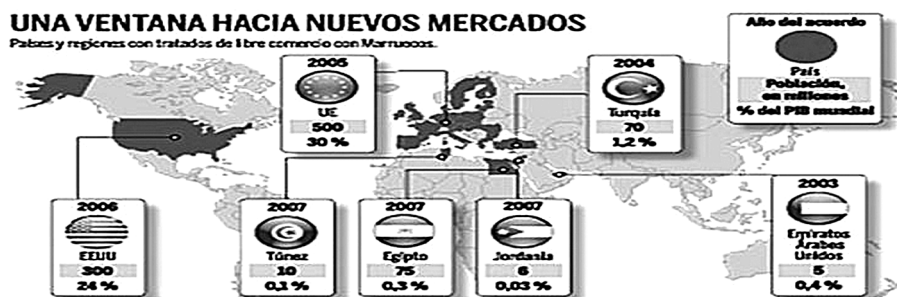 UNA VENTANA HACIA NUEVOS MERCADOS
Países y regiones con tratados de libre comercio con Marruecos.
Año del acuerdo
País
Población,
en millones
% del PIB mundial
2005
UE
500
30 %
2004
Turquía
70
1,2 %
2006
EEUU
300
24 %
2007
Túnez
10
0,1 %
2007
Egipto
75
0,3 %
2007
Jordania
6
0,03 %
2003
Emiratos
Árabes
Unidos
5
0,4 %